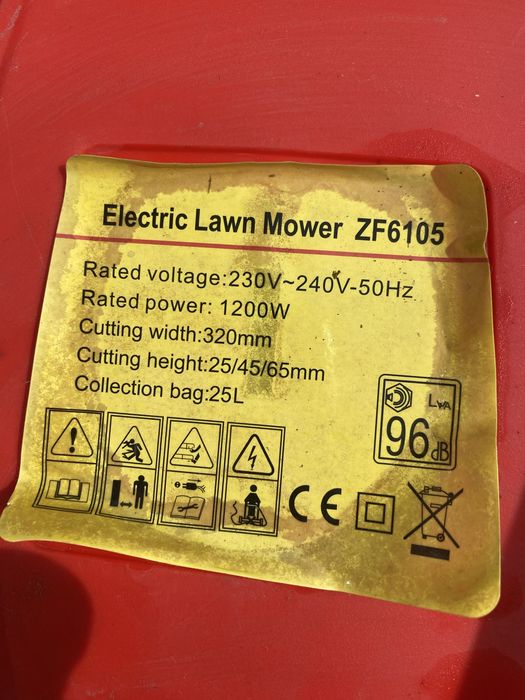 Electric Lawn Mower ZF6105
Rated voltage:230V~240V-50Hz
Rated power: 1200W
Cutting width:320mm
Cutting height:25/45/65mm
Collection bag:25L
LWA
96dB
CE